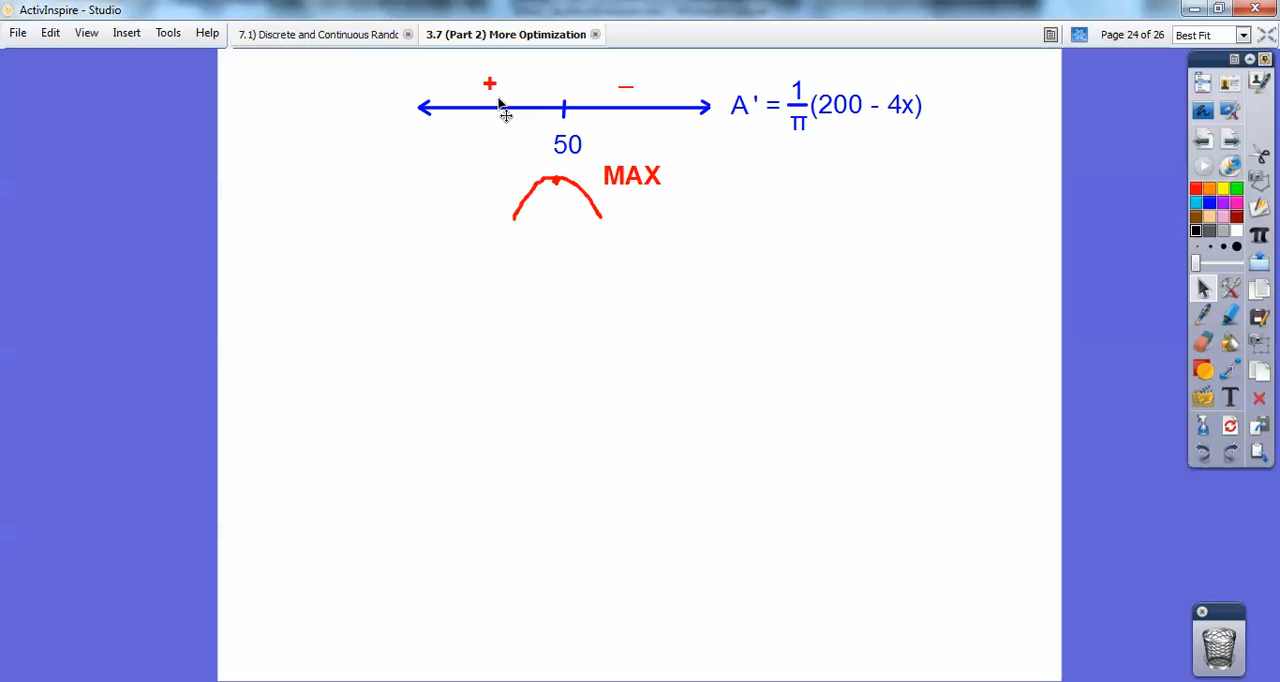 ActivInspire - Studio
File Edit View Insert Tools Help
7.1) Discrete and Continuous Rand
3.7 (Part 2) More Optimization
Page 24 of 26
Best Fit
+ −
A ' = 1/π(200 - 4x)
50
MAX